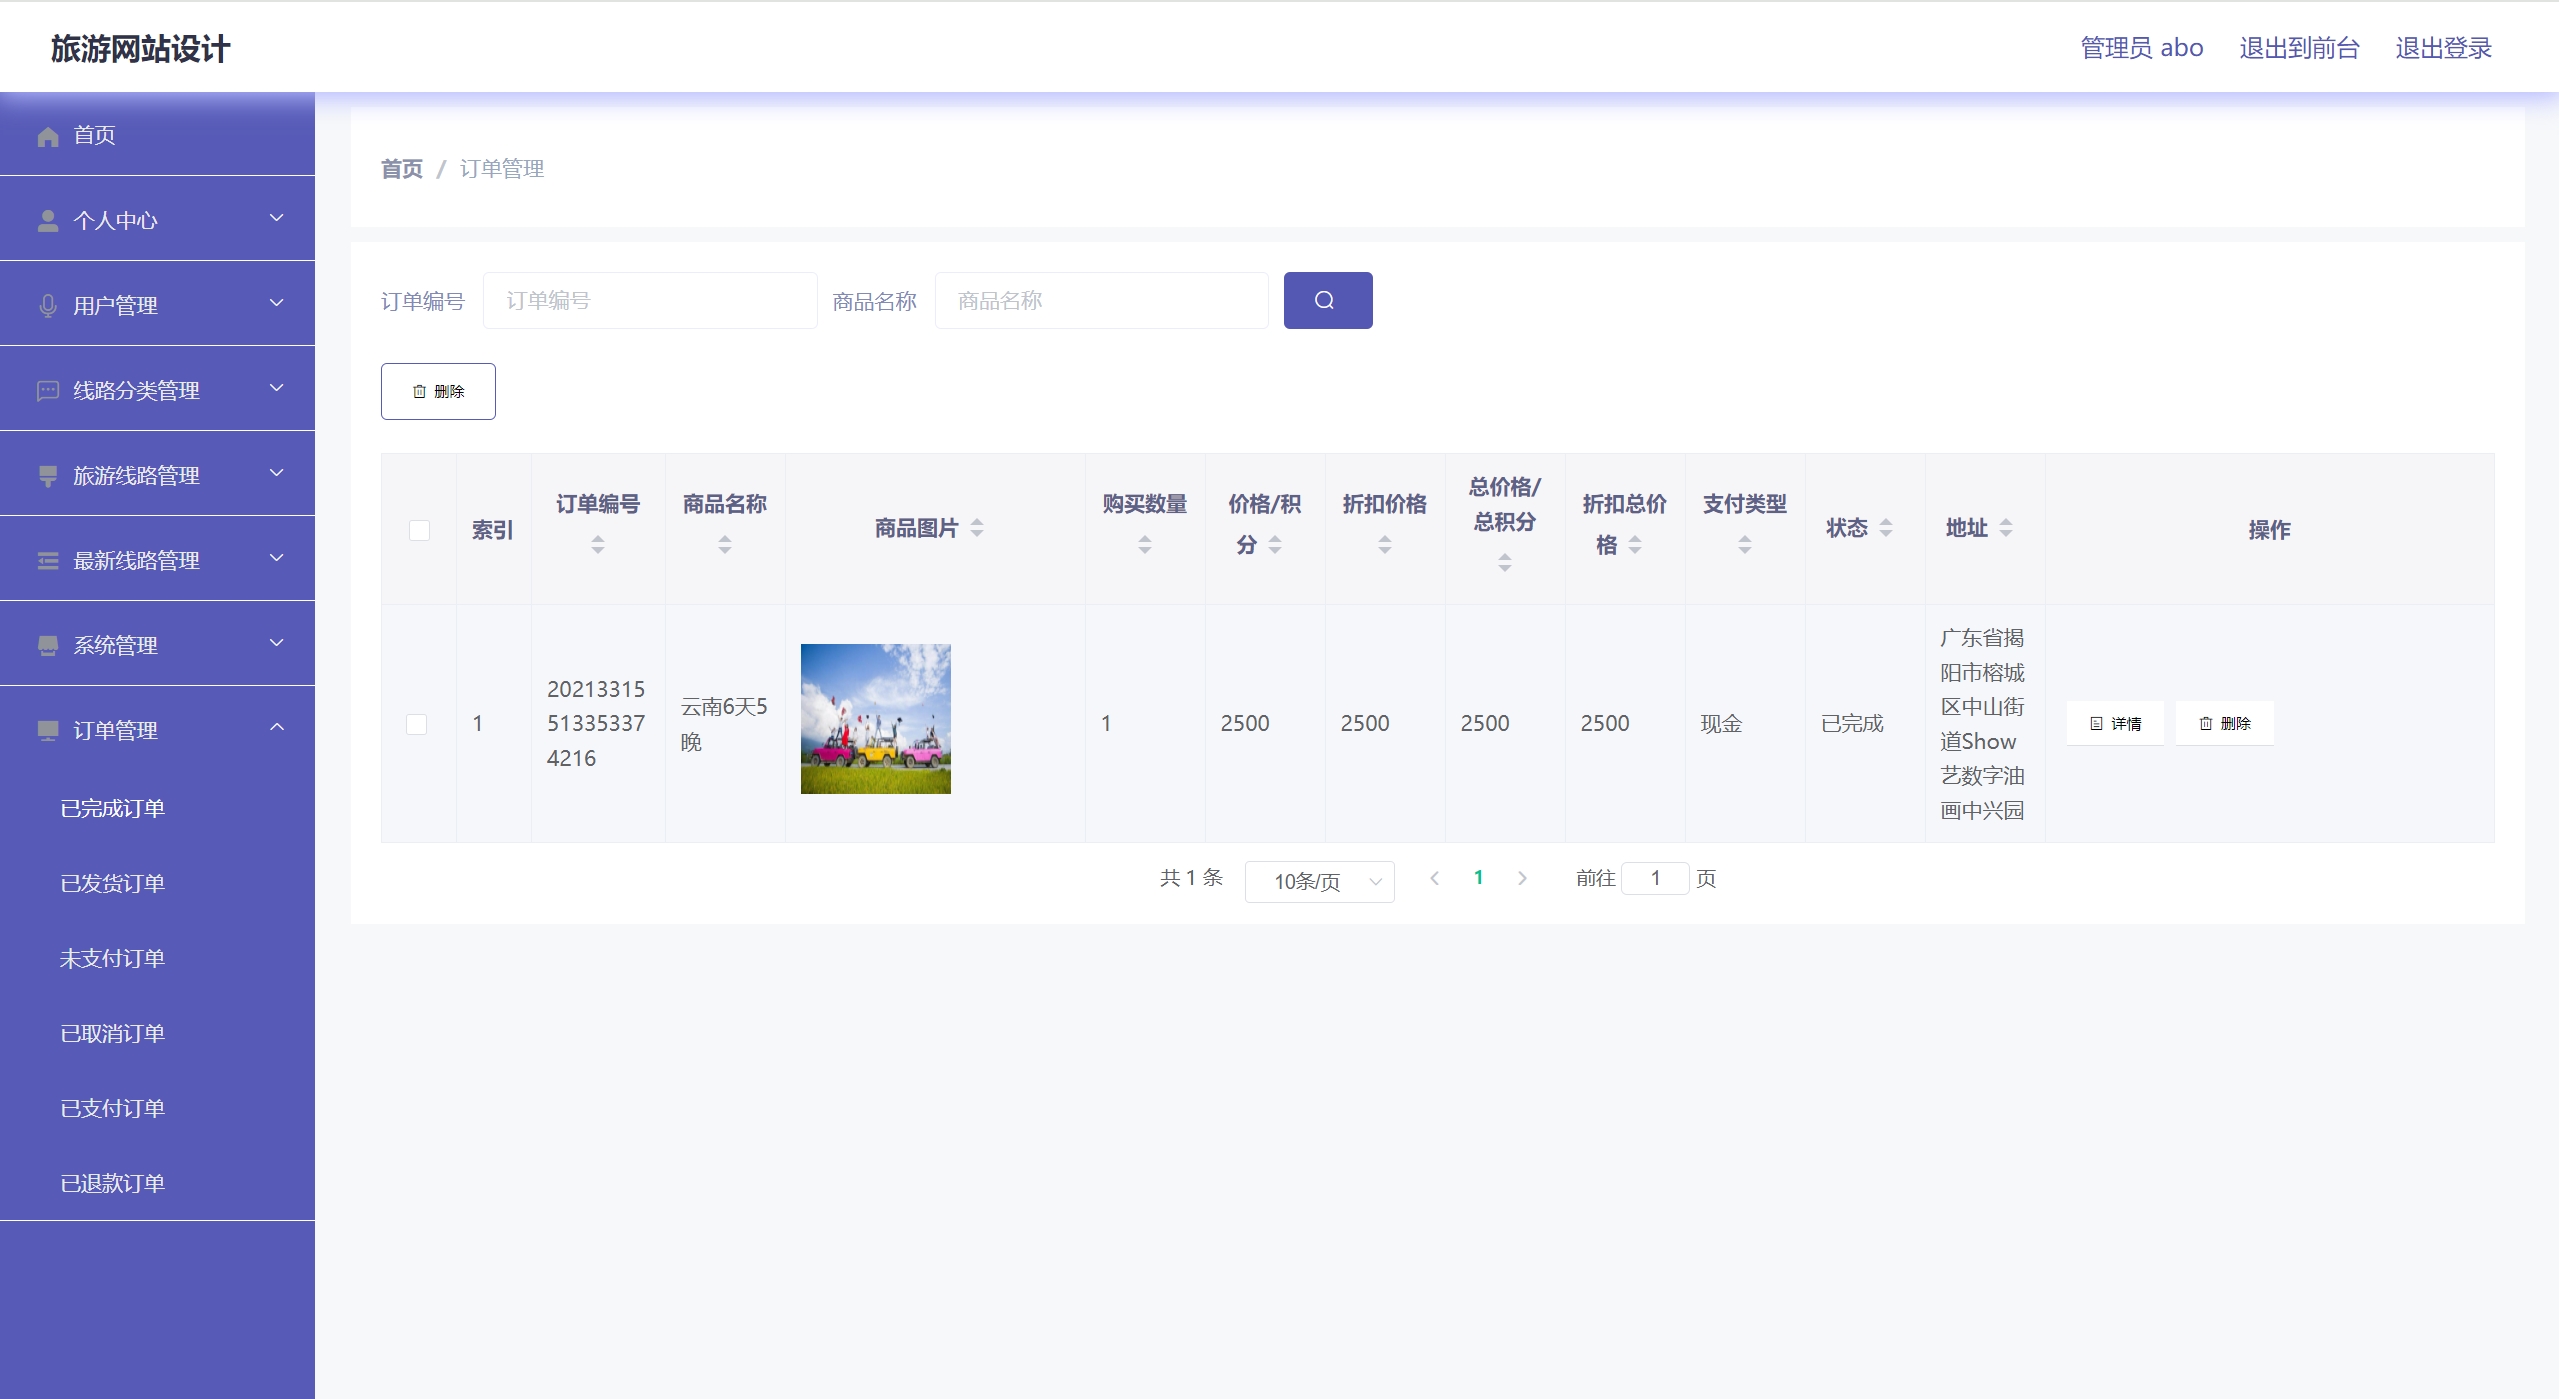 旅游网站设计
管理员 abo 退出到前台 退出登录
首页
个人中心
用户管理
线路分类管理
旅游线路管理
最新线路管理
系统管理
订单管理
已完成订单
已发货订单
未支付订单
已取消订单
已支付订单
已退款订单
首页 / 订单管理
订单编号 订单编号 商品名称 商品名称
删除
索引 订单编号 商品名称 商品图片 购买数量 价格/积分 折扣价格 总价格/总积分 折扣总价格 支付类型 状态 地址 操作
1
20213315
51335337
4216
云南6天5
晚
1 2500 2500 2500 2500 现金 已完成
广东省揭
阳市榕城
区中山街
道Show
艺数字油
画中兴园
详情 删除
共 1 条 10条/页 1 前往 1 页